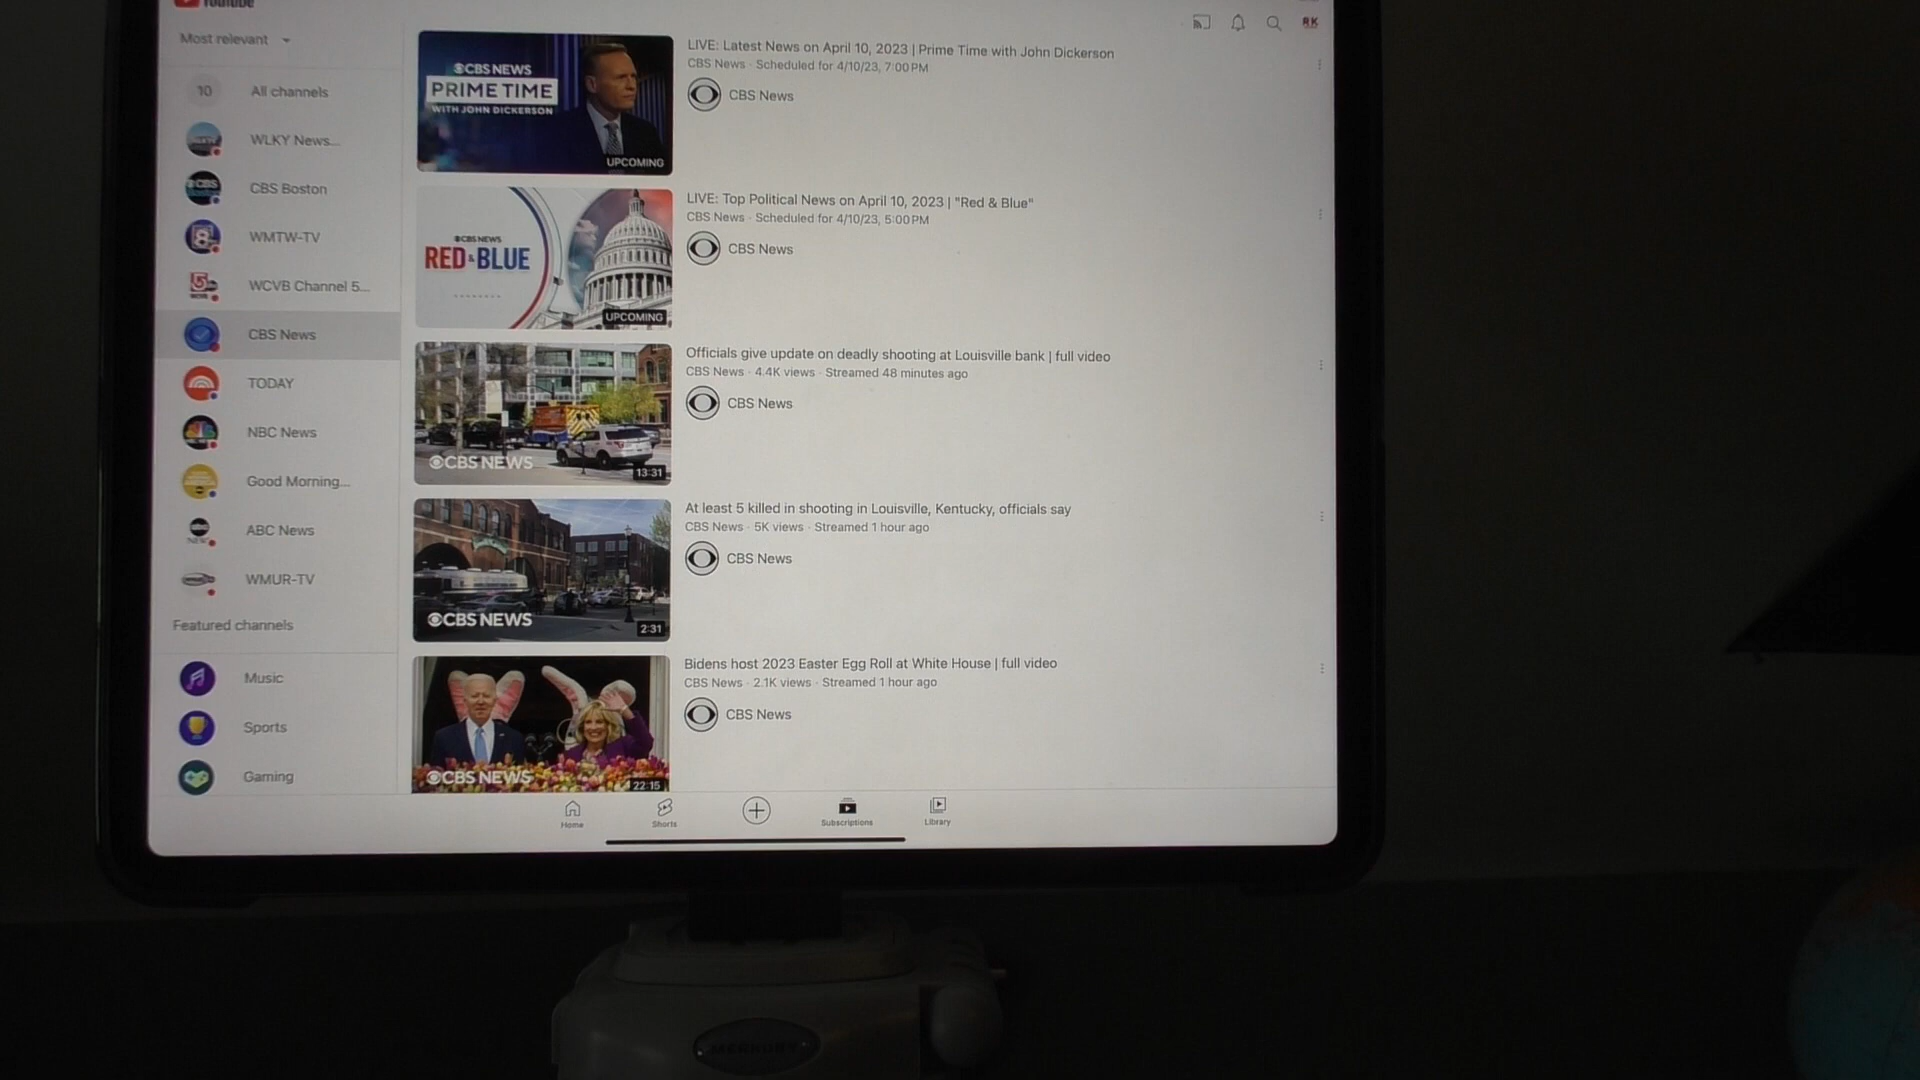 YouTube
RK
Most relevant
10 All channels
WLKY News...
CBS Boston
WMTW-TV
WCVB Channel 5...
CBS News
TODAY
NBC News
Good Morning...
ABC News
WMUR-TV
Featured channels
Music
Sports
Gaming
CBS NEWS
PRIME TIME
WITH JOHN DICKERSON
UPCOMING
LIVE: Latest News on April 10, 2023 | Prime Time with John Dickerson
CBS News · Scheduled for 4/10/23, 7:00 PM
CBS News
CBS NEWS
RED & BLUE
UPCOMING
LIVE: Top Political News on April 10, 2023 | "Red & Blue"
CBS News · Scheduled for 4/10/23, 5:00 PM
CBS News
CBS NEWS
13:31
Officials give update on deadly shooting at Louisville bank | full video
CBS News · 4.4K views · Streamed 48 minutes ago
CBS News
CBS NEWS
2:31
At least 5 killed in shooting in Louisville, Kentucky, officials say
CBS News · 5K views · Streamed 1 hour ago
CBS News
CBS NEWS
22:15
Bidens host 2023 Easter Egg Roll at White House | full video
CBS News · 2.1K views · Streamed 1 hour ago
CBS News
Home
Shorts
Subscriptions
Library
MERCURY